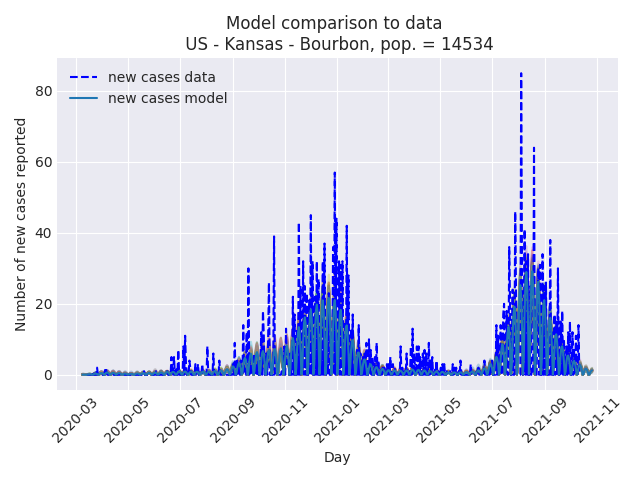 Model comparison to data
US - Kansas - Bourbon, pop. = 14534
new cases data
new cases model
Number of new cases reported
80
60
40
20
0
2020-03
2020-05
2020-07
2020-09
2020-11
2021-01
2021-03
2021-05
2021-07
2021-09
2021-11
Day